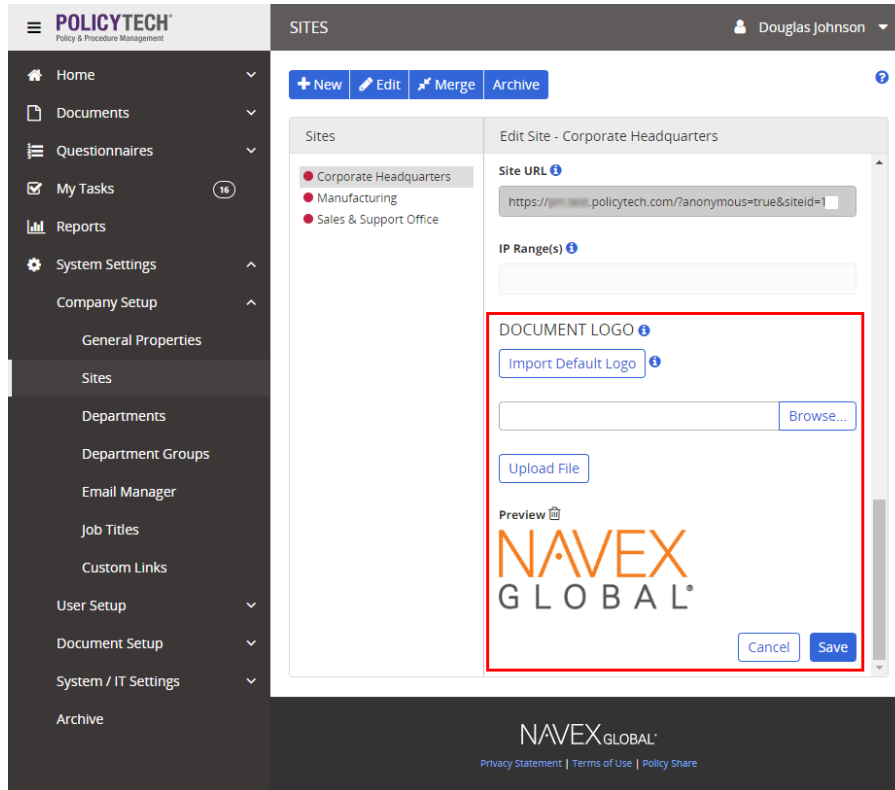 POLICYTECH®
Policy & Procedure Management
SITES
Douglas Johnson
Home
Documents
Questionnaires
My Tasks 16
Reports
System Settings
Company Setup
General Properties
Sites
Departments
Department Groups
Email Manager
Job Titles
Custom Links
User Setup
Document Setup
System / IT Settings
Archive
+ New Edit Merge Archive
?
Sites
Corporate Headquarters
Manufacturing
Sales & Support Office
Edit Site - Corporate Headquarters
Site URL
https:// .policytech.com/?anonymous=true&siteid=1
IP Range(s)
DOCUMENT LOGO
Import Default Logo
Browse...
Upload File
Preview
NAVEX
GLOBAL®
Cancel Save
NAVEX GLOBAL®
Privacy Statement | Terms of Use | Policy Share